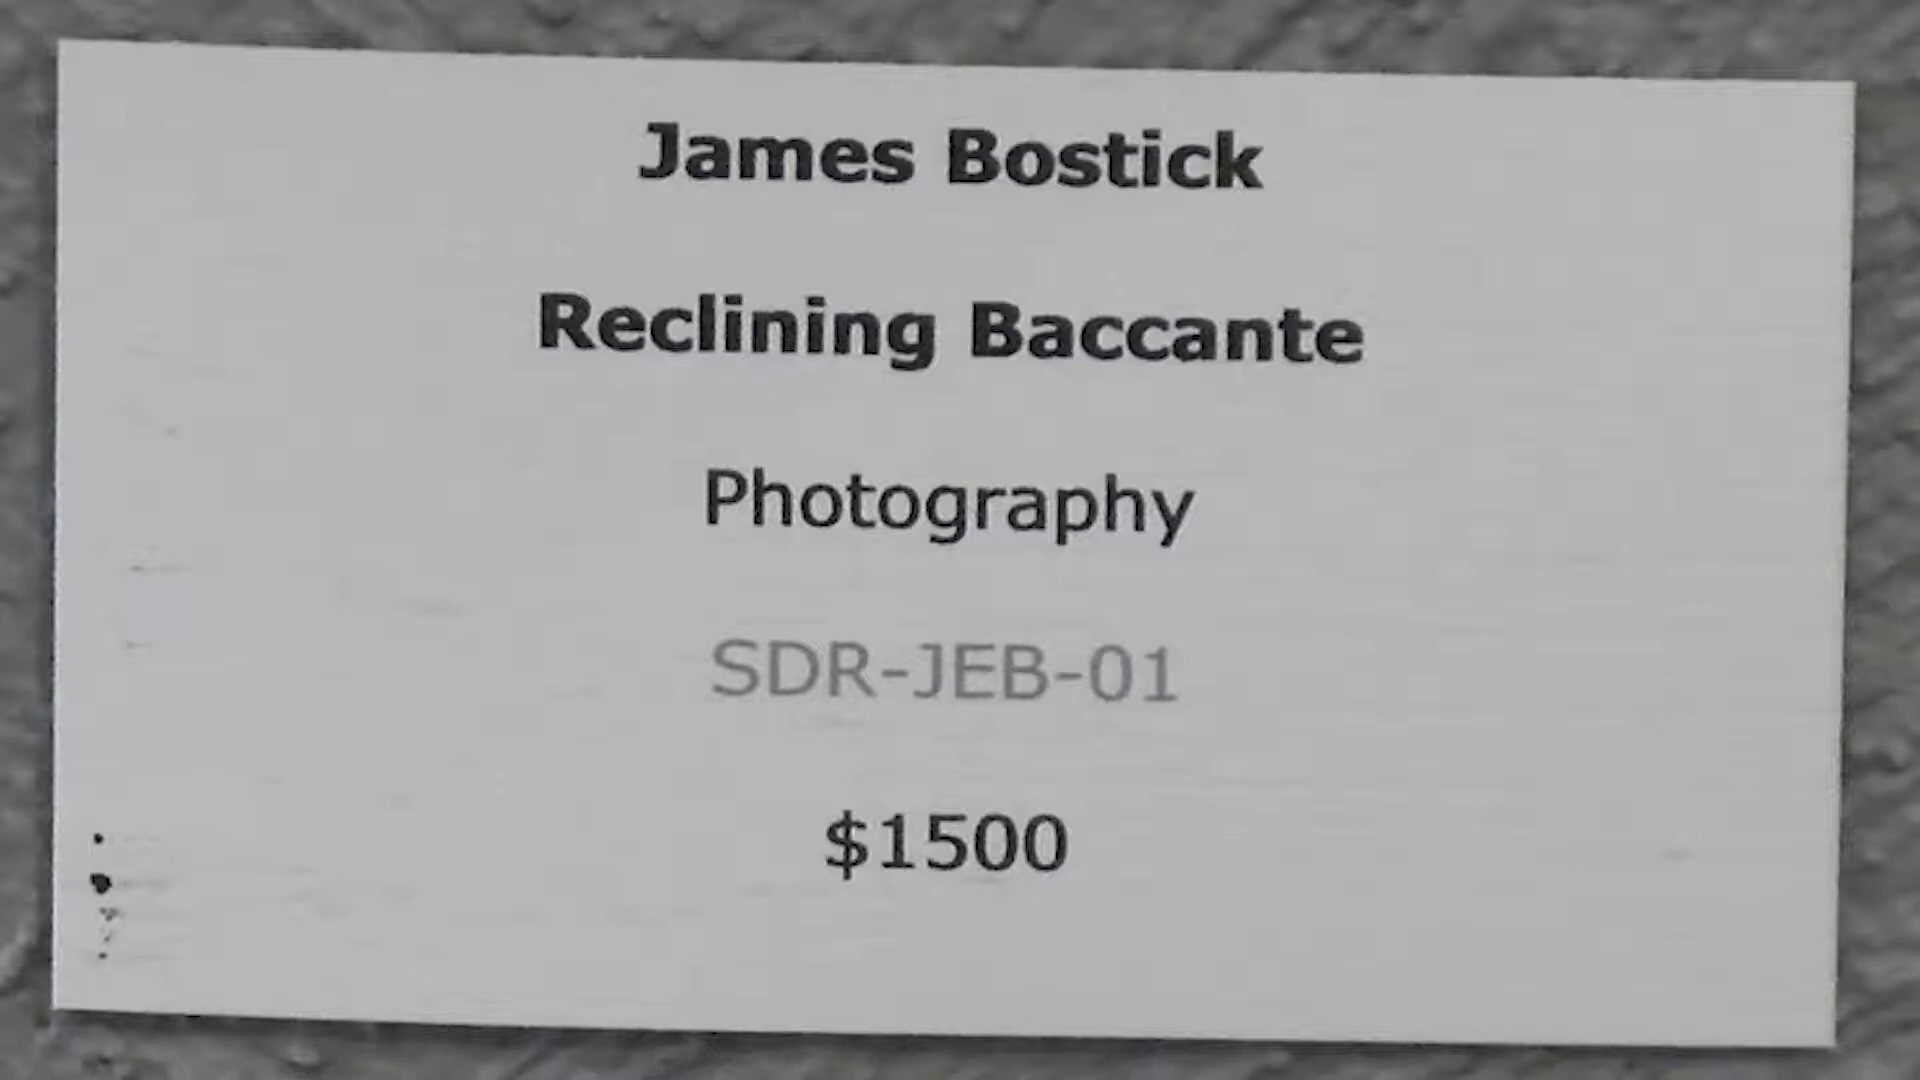 James Bostick
Reclining Baccante
Photography
SDR-JEB-01
$1500